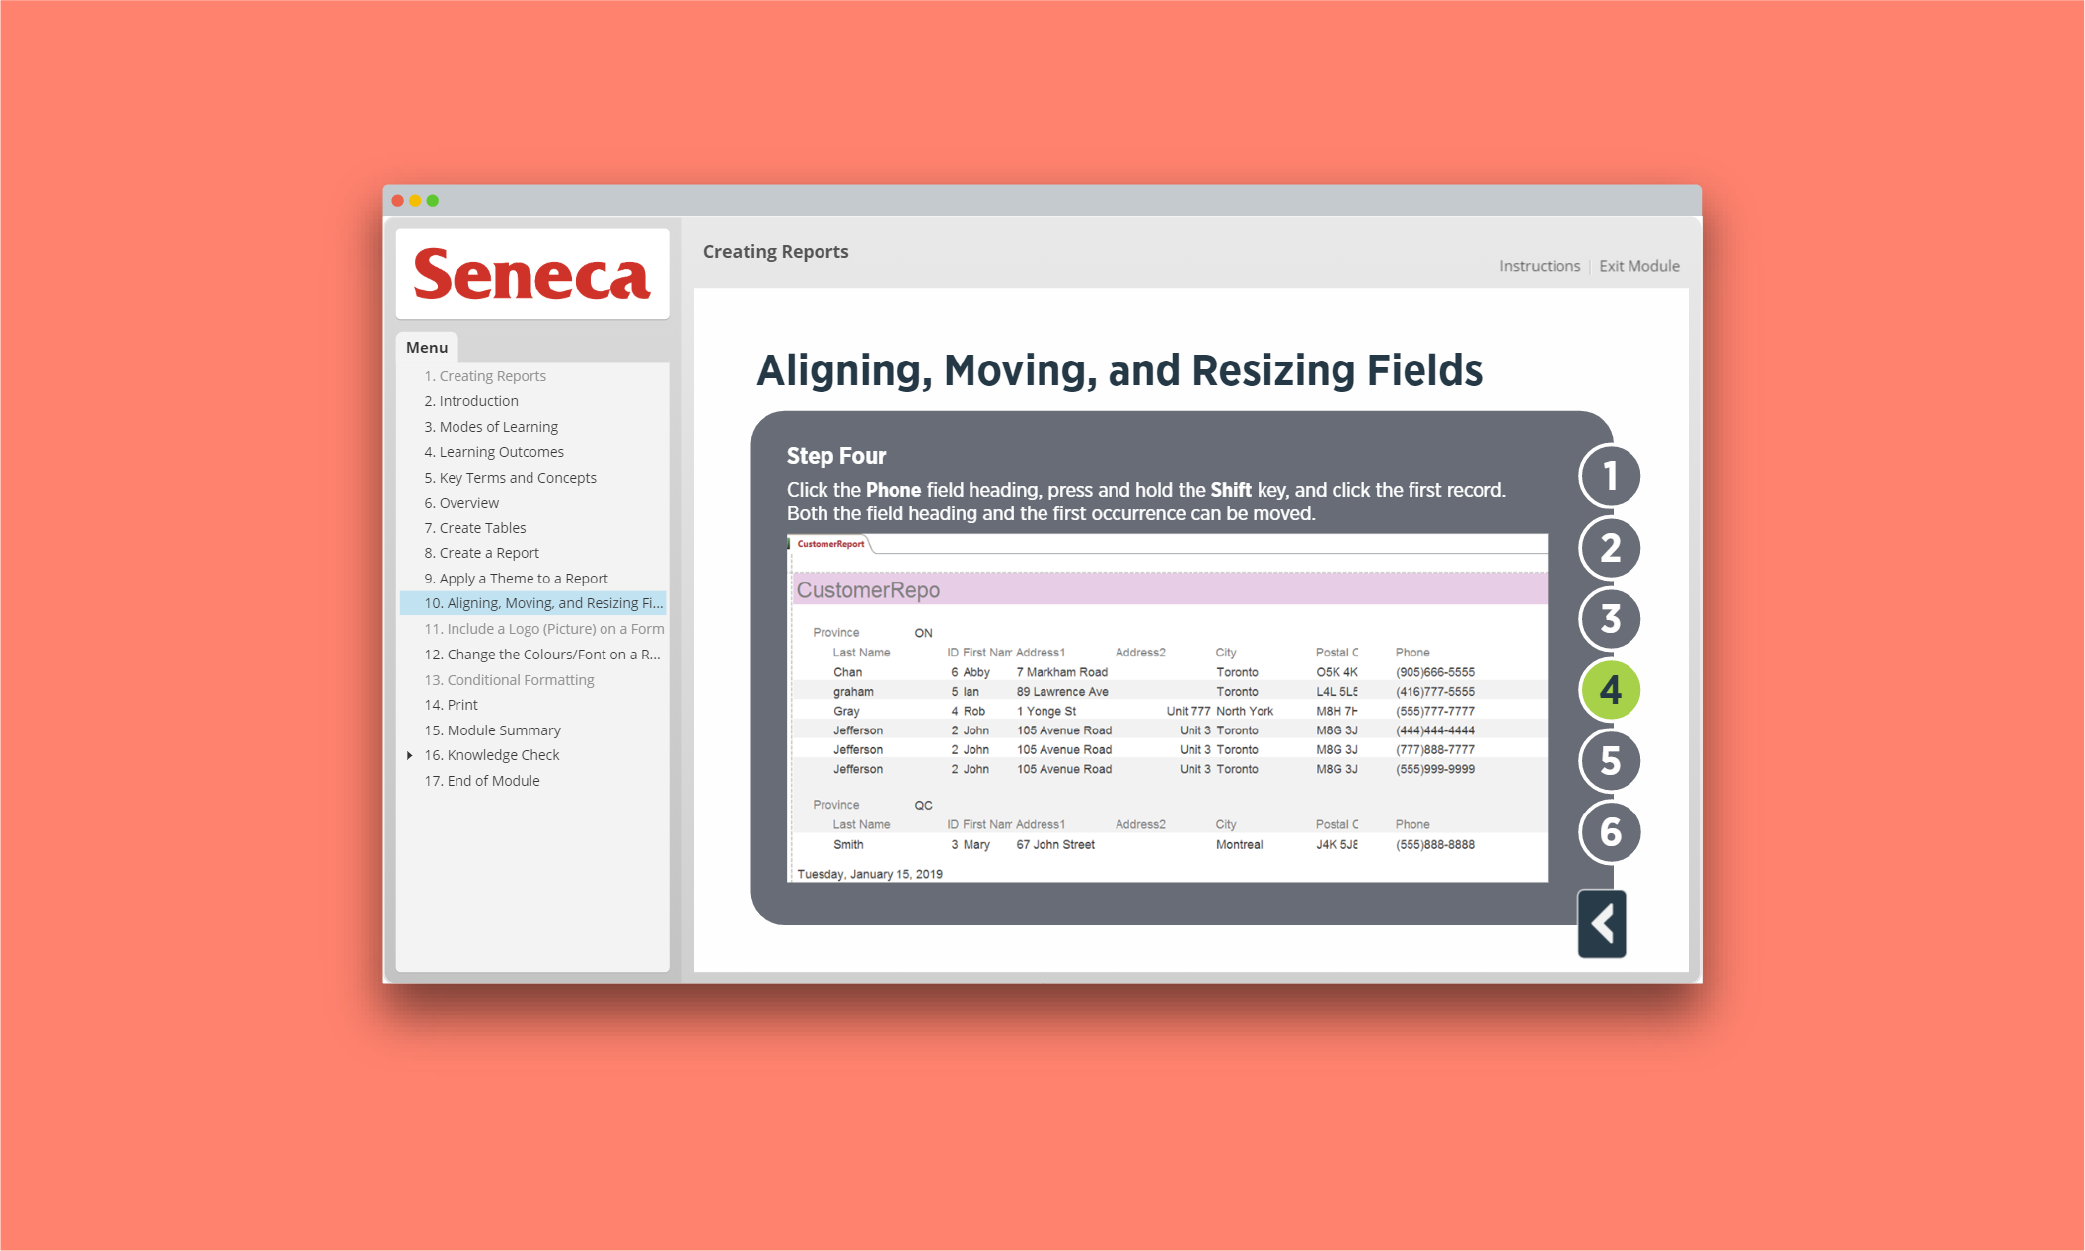 Seneca
Menu
1. Creating Reports
2. Introduction
3. Modes of Learning
4. Learning Outcomes
5. Key Terms and Concepts
6. Overview
7. Create Tables
8. Create a Report
9. Apply a Theme to a Report
10. Aligning, Moving, and Resizing Fi...
11. Include a Logo (Picture) on a Form
12. Change the Colours/Font on a R...
13. Conditional Formatting
14. Print
15. Module Summary
16. Knowledge Check
17. End of Module
Creating Reports
Instructions Exit Module
Aligning, Moving, and Resizing Fields
Step Four
Click the Phone field heading, press and hold the Shift key, and click the first record.
Both the field heading and the first occurrence can be moved.
CustomerReport
CustomerRepo
Province ON
Last Name ID First Nam Address1 Address2 City Postal C Phone
Chan 6 Abby 7 Markham Road Toronto O5K 4K (905)666-5555
graham 5 Ian 89 Lawrence Ave Toronto L4L 5L5 (416)777-5555
Gray 4 Rob 1 Yonge St Unit 777 North York M8H 7H (555)777-7777
Jefferson 2 John 105 Avenue Road Unit 3 Toronto M8G 3J (444)444-4444
Jefferson 2 John 105 Avenue Road Unit 3 Toronto M8G 3J (777)888-7777
Jefferson 2 John 105 Avenue Road Unit 3 Toronto M8G 3J (555)999-9999
Province QC
Last Name ID First Nam Address1 Address2 City Postal C Phone
Smith 3 Mary 67 John Street Montreal J4K 5J8 (555)888-8888
Tuesday, January 15, 2019
1
2
3
4
5
6